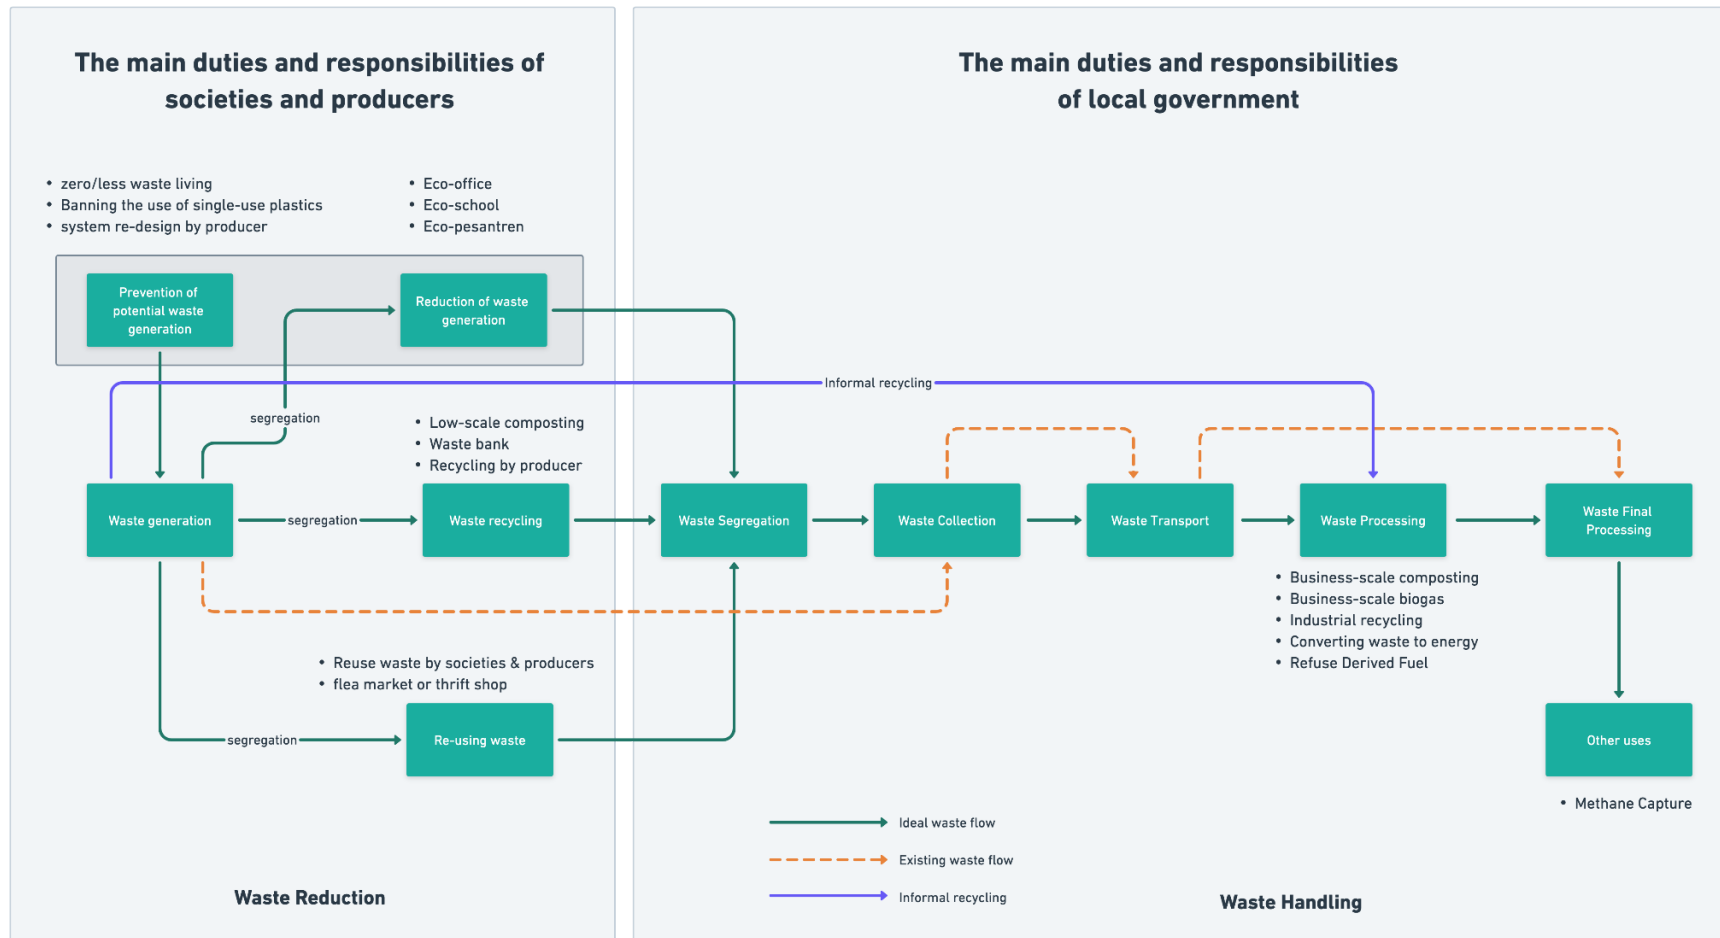 The main duties and responsibilities of
societies and producers
The main duties and responsibilities
of local government
• zero/less waste living
• Banning the use of single-use plastics
• system re-design by producer
• Eco-office
• Eco-school
• Eco-pesantren
Prevention of
potential waste
generation
Reduction of waste
generation
Informal recycling
segregation
• Low-scale composting
• Waste bank
• Recycling by producer
Waste generation
segregation
Waste recycling
Waste Segregation
Waste Collection
Waste Transport
Waste Processing
Waste Final
Processing
• Business-scale composting
• Business-scale biogas
• Industrial recycling
• Converting waste to energy
• Refuse Derived Fuel
• Reuse waste by societies & producers
• flea market or thrift shop
segregation
Re-using waste
Other uses
• Methane Capture
Ideal waste flow
Existing waste flow
Informal recycling
Waste Reduction
Waste Handling